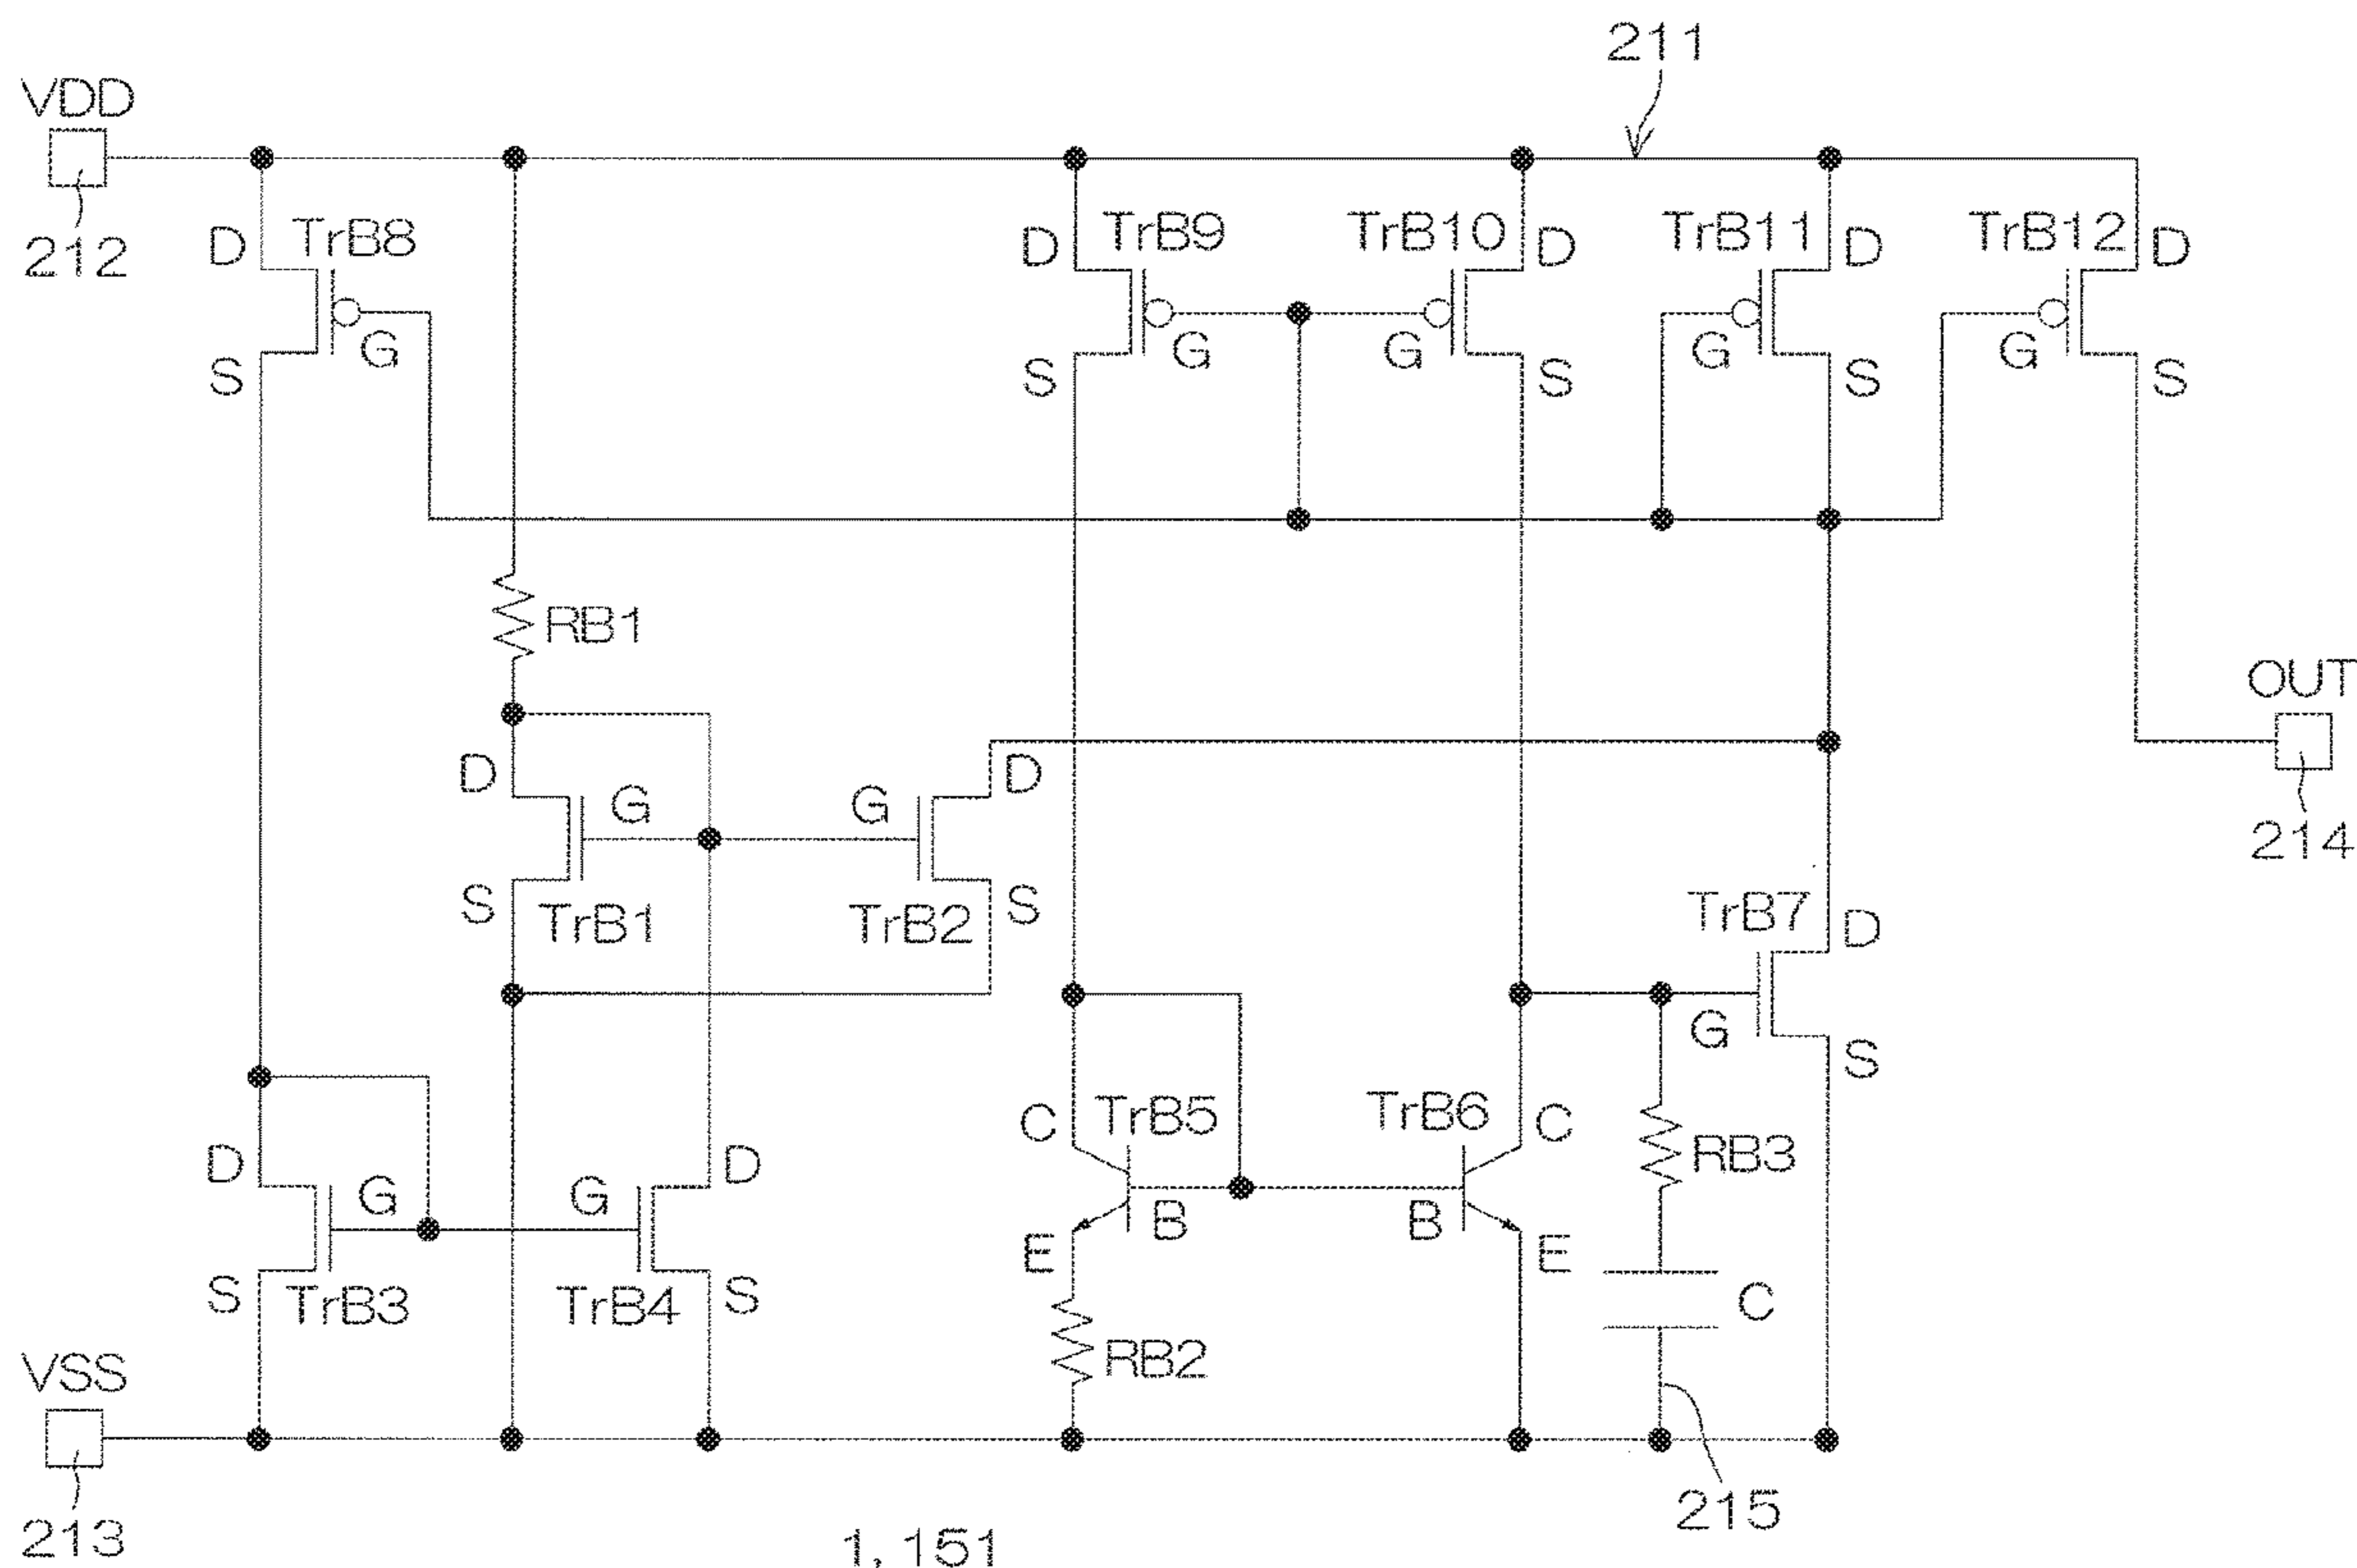 211
VDD
212
D TrB8 G S
D TrB9 G S
TrB10 D G S
TrB11 D G S
TrB12 D G S
RB1
OUT
214
D G S TrB1
G D S TrB2
TrB7 D G S
D G S TrB3
G D S TrB4
C TrB5 B E
TrB6 C B E
RB3
C
RB2
VSS
213
215
1, 151